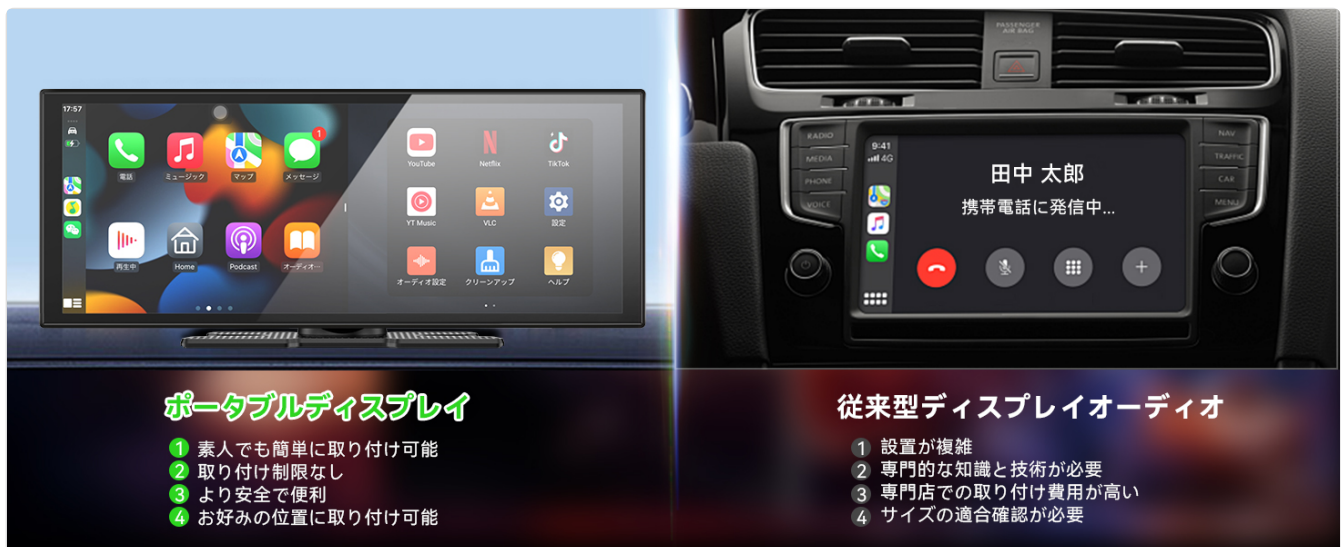 17:57
電話
ミュージック
マップ
1
メッセージ
再生中
Home
Podcast
オーディオ…
YouTube
Netflix
TikTok
YT Music
VLC
設定
オーディオ設定
クリーンアップ
ヘルプ
PASSENGER
AIR BAG
RADIO
MEDIA
PHONE
VOICE
NAV
TRAFFIC
CAR
MENU
9:41
4G
田中 太郎
携帯電話に発信中...
ポータブルディスプレイ
1 素人でも簡単に取り付け可能
2 取り付け制限なし
3 より安全で便利
4 お好みの位置に取り付け可能
従来型ディスプレイオーディオ
1 設置が複雑
2 専門的な知識と技術が必要
3 専門店での取り付け費用が高い
4 サイズの適合確認が必要